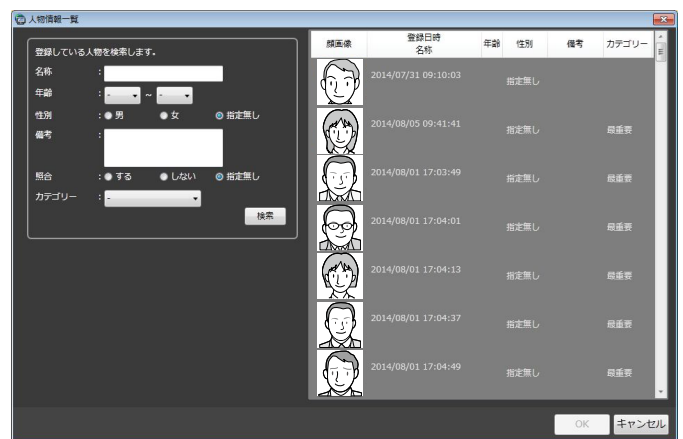 人物情報一覧
登録している人物を検索します。
名称 :
年齢 : - ~ -
性別 : 男 女 指定無し
備考 :
照合 : する しない 指定無し
カテゴリー : -
検索
顔画像 登録日時 名称 年齢 性別 備考 カテゴリー
2014/07/31 09:10:03 指定無し
2014/08/05 09:41:41 指定無し 最重要
2014/08/01 17:03:49 指定無し 最重要
2014/08/01 17:04:01 指定無し 最重要
2014/08/01 17:04:13 指定無し 最重要
2014/08/01 17:04:37 指定無し 最重要
2014/08/01 17:04:49 指定無し 最重要
OK キャンセル